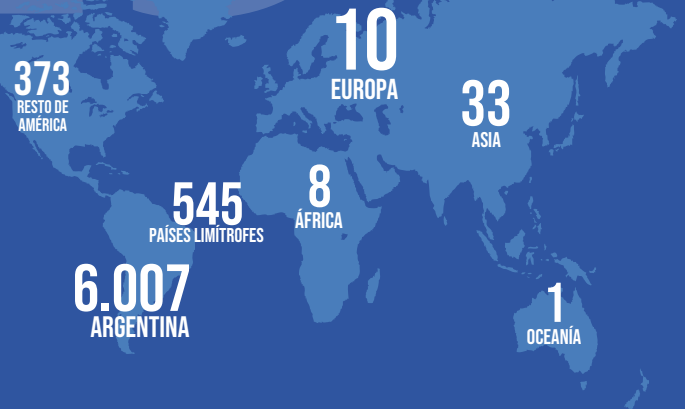 10
EUROPA
373
RESTO DE
AMÉRICA
33
ASIA
8
ÁFRICA
545
PAÍSES LIMÍTROFES
6.007
ARGENTINA
1
OCEANÍA